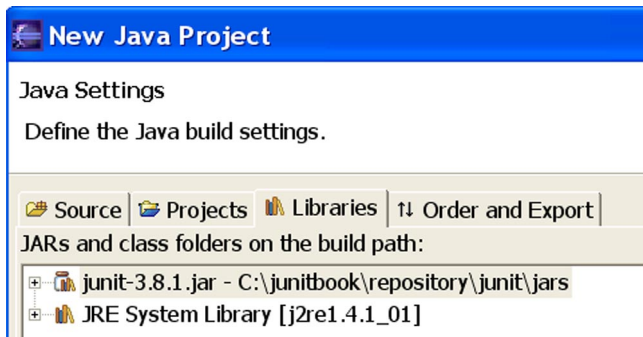 New Java Project
Java Settings
Define the Java build settings.
Source Projects Libraries Order and Export
JARs and class folders on the build path:
junit-3.8.1.jar - C:\junitbook\repository\junit\jars
JRE System Library [j2re1.4.1_01]